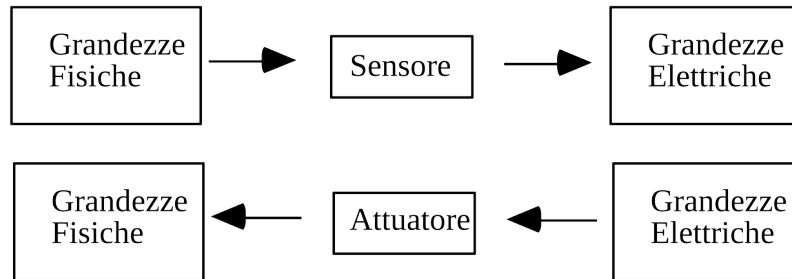 Grandezze
Fisiche
Sensore
Grandezze
Elettriche
Grandezze
Fisiche
Attuatore
Grandezze
Elettriche